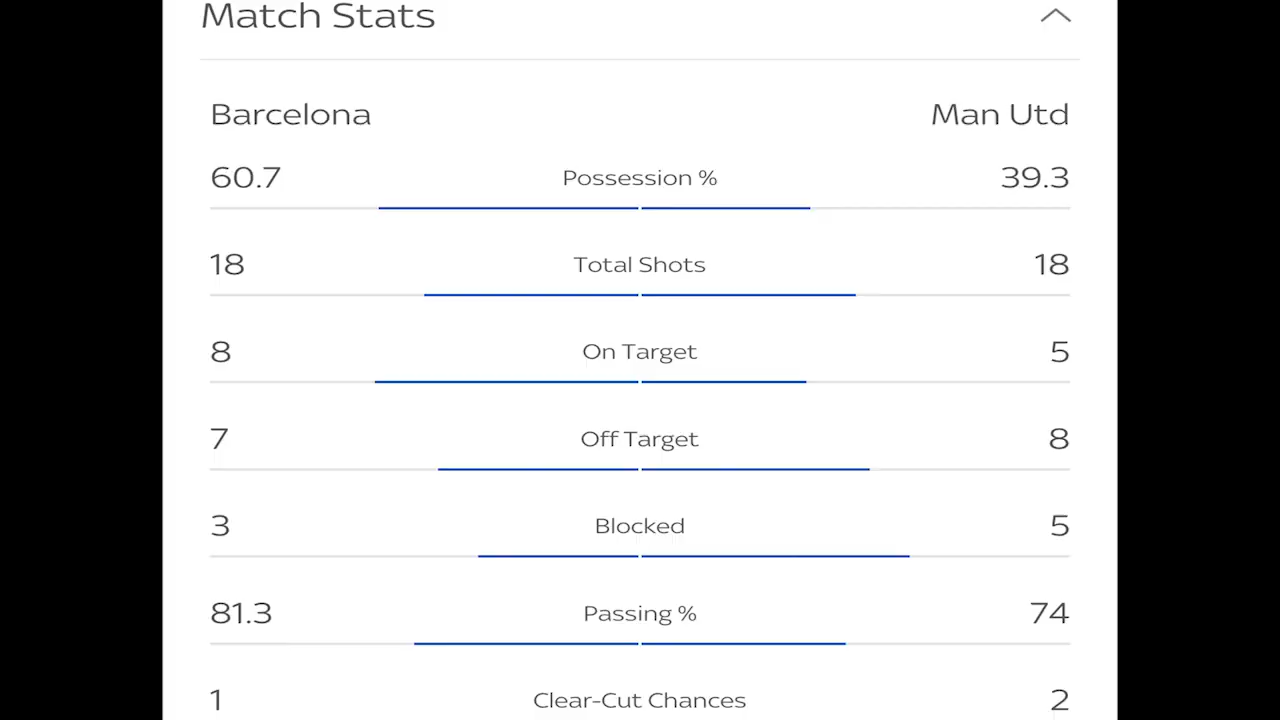 Match Stats
Barcelona Man Utd
60.7 Possession % 39.3
18 Total Shots 18
8 On Target 5
7 Off Target 8
3 Blocked 5
81.3 Passing % 74
1 Clear-Cut Chances 2